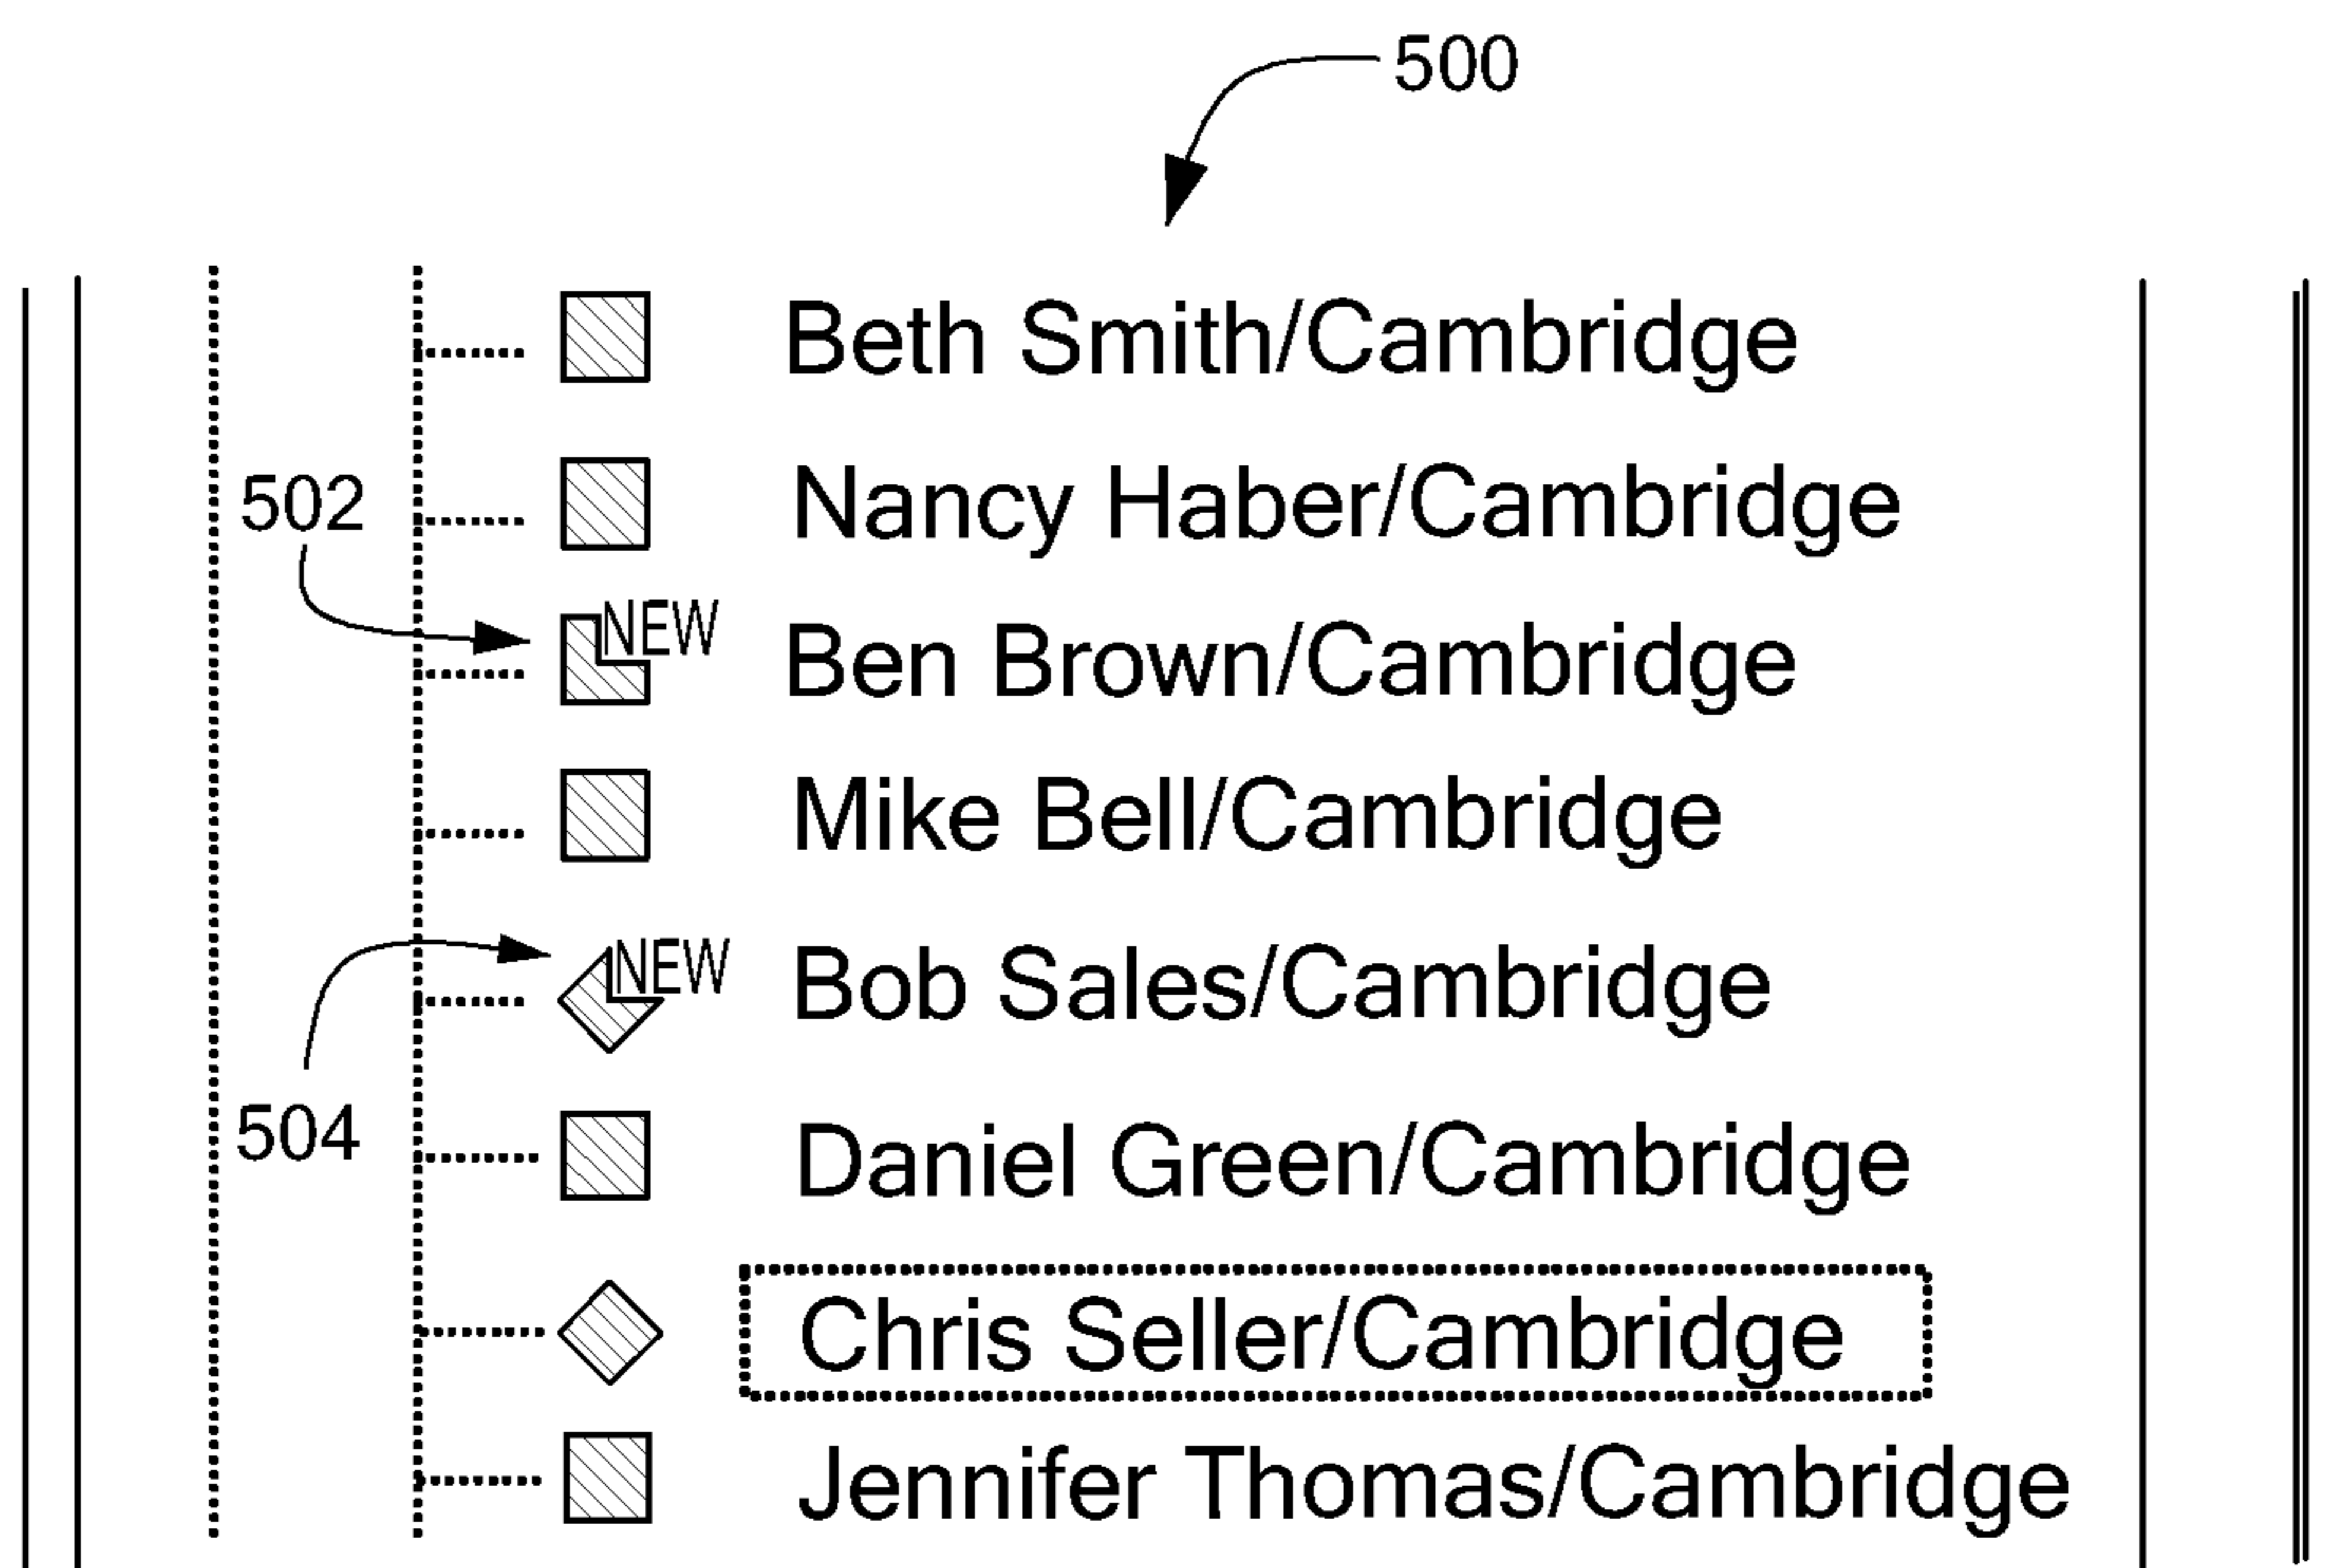 500
Beth Smith/Cambridge
Nancy Haber/Cambridge
502
NEW Ben Brown/Cambridge
Mike Bell/Cambridge
NEW Bob Sales/Cambridge
504
Daniel Green/Cambridge
Chris Seller/Cambridge
Jennifer Thomas/Cambridge